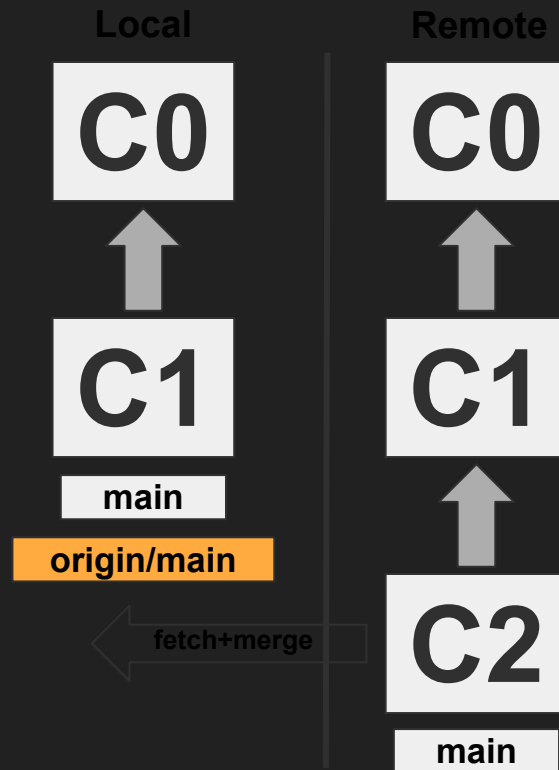 Local
C0
C1
main
origin/main
fetch+merge
Remote
C0
C1
C2
main